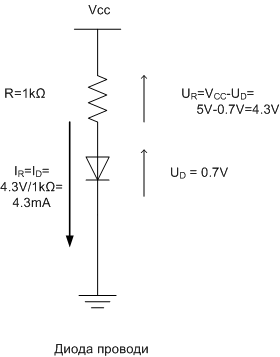 Vcc
R=1kΩ
U_R=V_CC-U_D=
5V-0.7V=4.3V
I_R=I_D=
4.3V/1kΩ=
4.3mA
U_D = 0.7V
Диода проводи